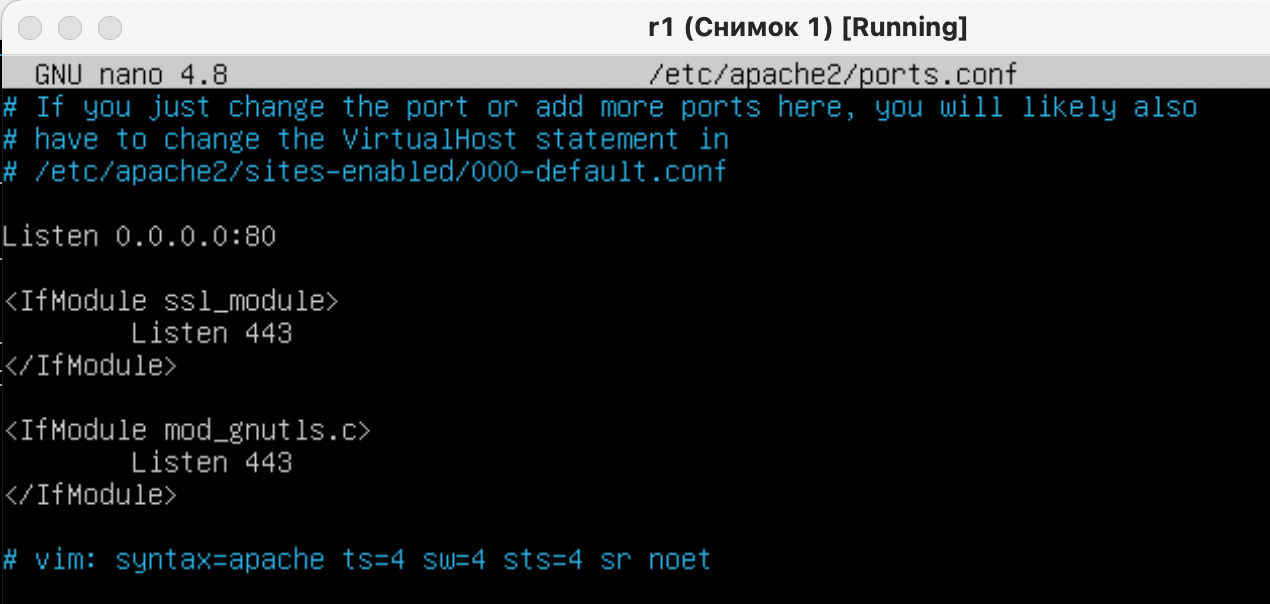 r1 (Снимок 1) [Running]
GNU nano 4.8 /etc/apache2/ports.conf
# If you just change the port or add more ports here, you will likely also
# have to change the VirtualHost statement in
# /etc/apache2/sites-enabled/000-default.conf
Listen 0.0.0.0:80
<IfModule ssl_module>
Listen 443
</IfModule>
<IfModule mod_gnutls.c>
Listen 443
</IfModule>
# vim: syntax=apache ts=4 sw=4 sts=4 sr noet